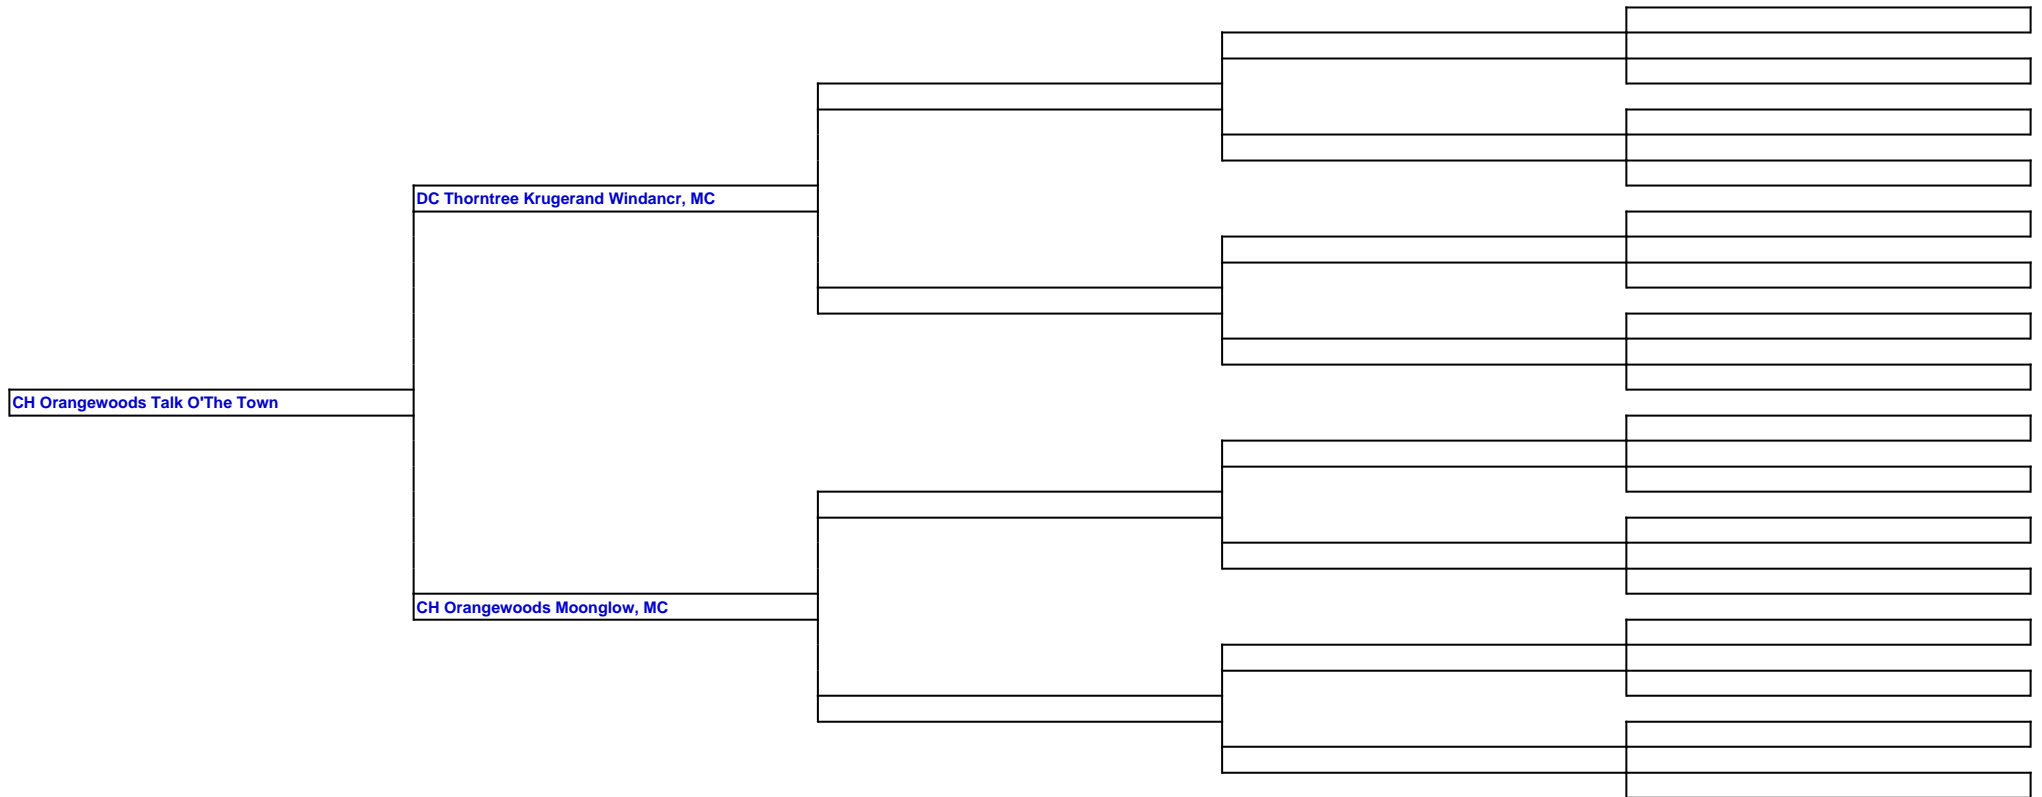 DC Thorntree Krugerand Windancr, MC
CH Orangewoods Talk O'The Town
CH Orangewoods Moonglow, MC